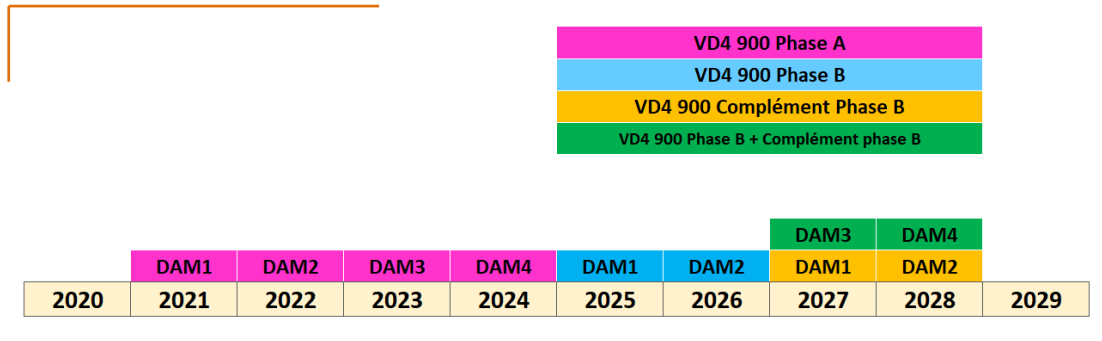 VD4 900 Phase A
VD4 900 Phase B
VD4 900 Complément Phase B
VD4 900 Phase B + Complément phase B
DAM3 DAM4
DAM1 DAM2 DAM3 DAM4 DAM1 DAM2 DAM1 DAM2
2020 2021 2022 2023 2024 2025 2026 2027 2028 2029